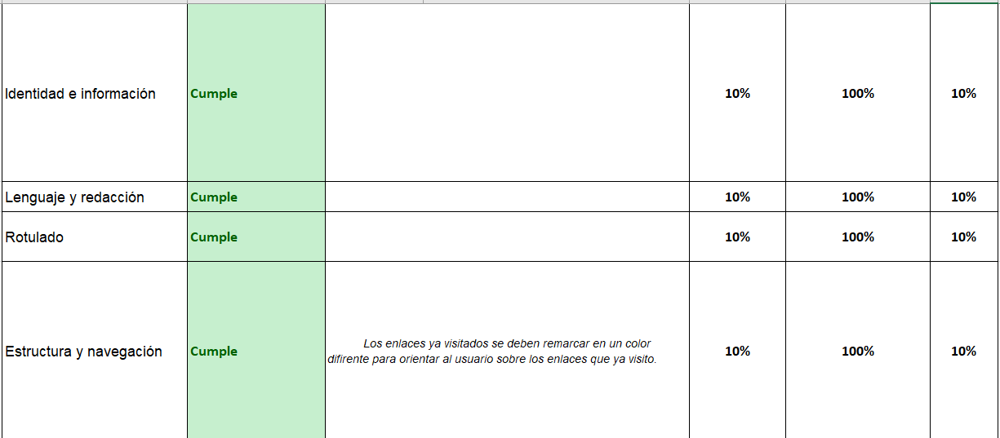 Identidad e información Cumple 10% 100% 10%
Lenguaje y redacción Cumple 10% 100% 10%
Rotulado Cumple 10% 100% 10%
Estructura y navegación Cumple Los enlaces ya visitados se deben remarcar en un color
difirente para orientar al usuario sobre los enlaces que ya visito. 10% 100% 10%